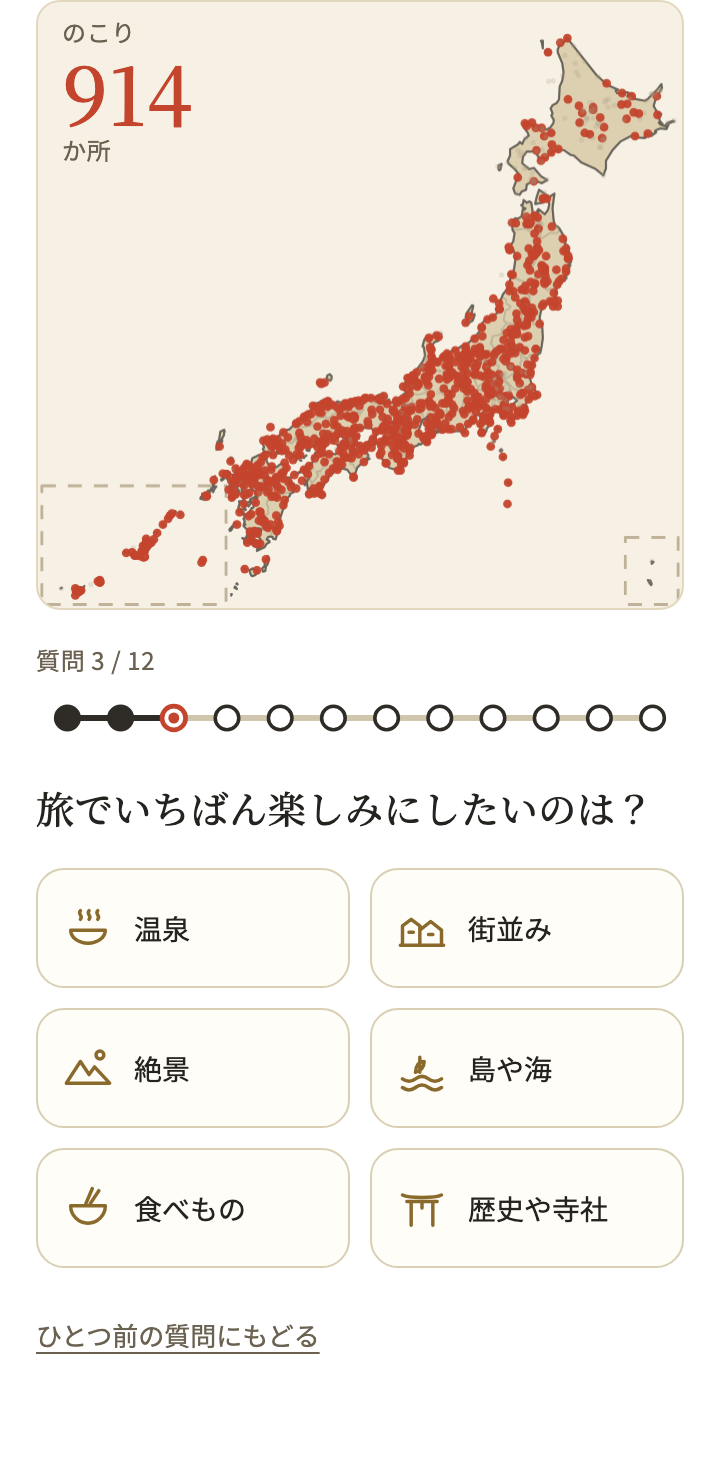 のこり
914
か所
質問 3 / 12
旅でいちばん楽しみにしたいのは？
温泉
街並み
絶景
島や海
食べもの
歴史や寺社
ひとつ前の質問にもどる